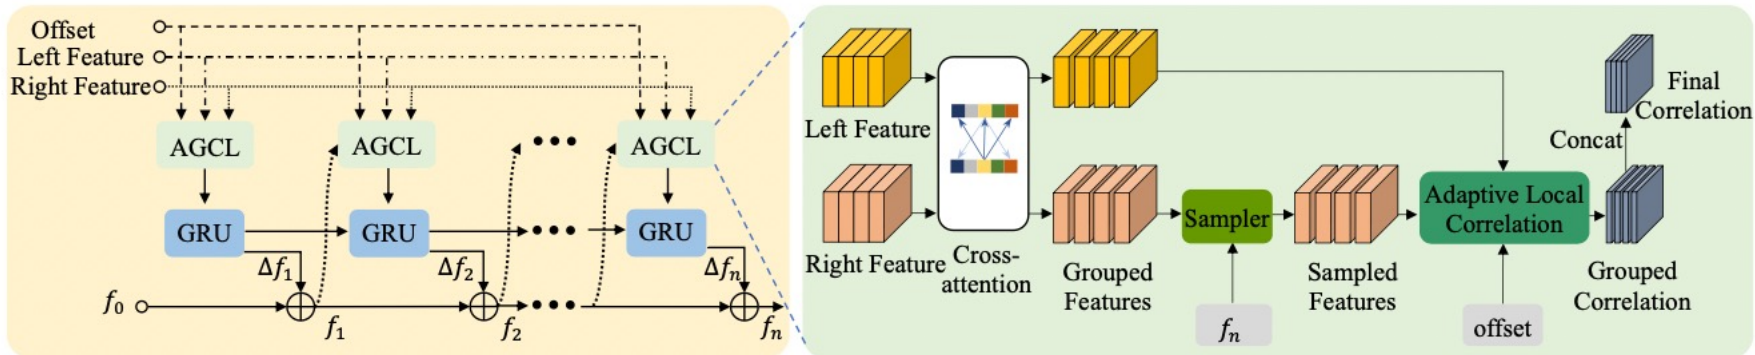 Offset
Left Feature
Right Feature
AGCL
AGCL
AGCL
GRU
GRU
GRU
Δf₁
Δf₂
Δfₙ
f₀
f₁
f₂
fₙ
Left Feature
Right Feature
Cross-
attention
Grouped
Features
Sampler
fₙ
Sampled
Features
Adaptive Local
Correlation
offset
Grouped
Correlation
Concat
Final
Correlation